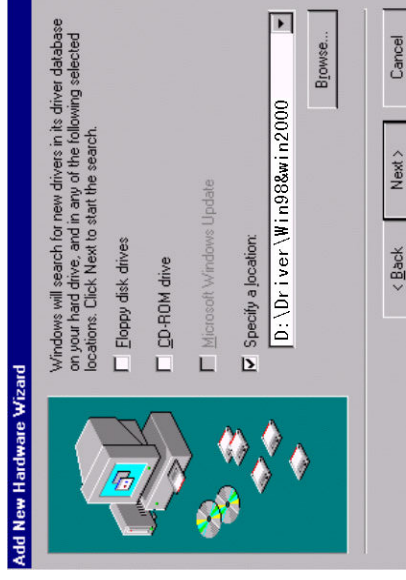 Add New Hardware Wizard
Windows will search for new drivers in its driver database
on your hard drive, and in any of the following selected
locations. Click Next to start the search.
Floppy disk drives
CD-ROM drive
Microsoft Windows Update
Specify a location:
D:\Driver\Win98&win2000
Browse...
< Back
Next >
Cancel